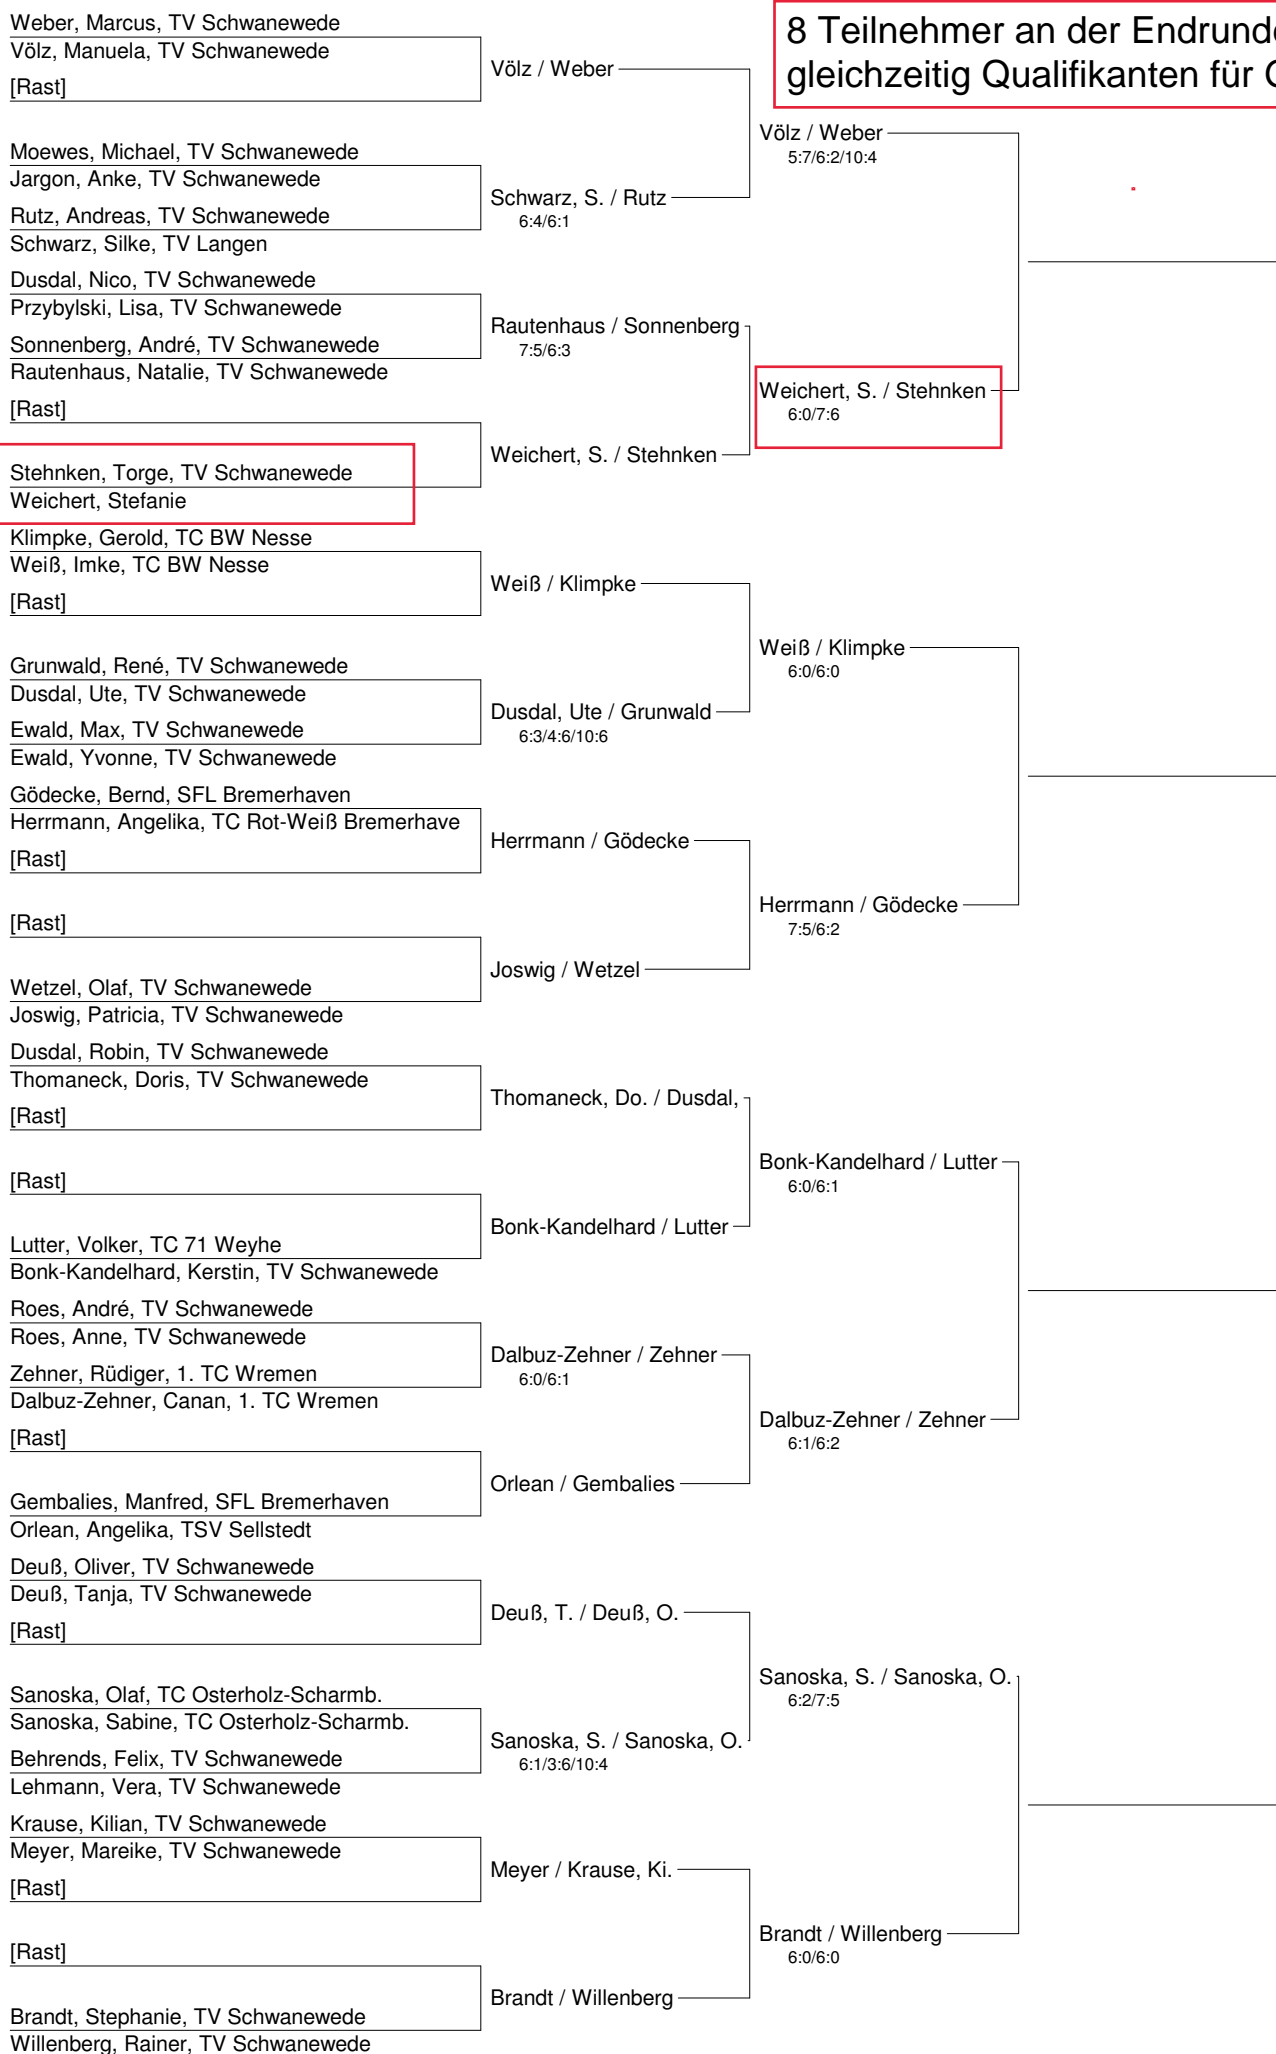 8 Teilnehmer an der Endrunde
gleichzeitig Qualifikanten für
Weber, Marcus, TV Schwanewede
Völz, Manuela, TV Schwanewede
[Rast]
Moewes, Michael, TV Schwanewede
Jargon, Anke, TV Schwanewede
Rutz, Andreas, TV Schwanewede
Schwarz, Silke, TV Langen
Dusdal, Nico, TV Schwanewede
Przybylski, Lisa, TV Schwanewede
Sonnenberg, André, TV Schwanewede
Rautenhaus, Natalie, TV Schwanewede
[Rast]
Stehnken, Torge, TV Schwanewede
Weichert, Stefanie
Klimpke, Gerold, TC BW Nesse
Weiß, Imke, TC BW Nesse
[Rast]
Grunwald, René, TV Schwanewede
Dusdal, Ute, TV Schwanewede
Ewald, Max, TV Schwanewede
Ewald, Yvonne, TV Schwanewede
Gödecke, Bernd, SFL Bremerhaven
Herrmann, Angelika, TC Rot-Weiß Bremerhave
[Rast]
[Rast]
Wetzel, Olaf, TV Schwanewede
Joswig, Patricia, TV Schwanewede
Dusdal, Robin, TV Schwanewede
Thomaneck, Doris, TV Schwanewede
[Rast]
[Rast]
Lutter, Volker, TC 71 Weyhe
Bonk-Kandelhard, Kerstin, TV Schwanewede
Roes, André, TV Schwanewede
Roes, Anne, TV Schwanewede
Zehner, Rüdiger, 1. TC Wremen
Dalbuz-Zehner, Canan, 1. TC Wremen
[Rast]
Gembalies, Manfred, SFL Bremerhaven
Orlean, Angelika, TSV Sellstedt
Deuß, Oliver, TV Schwanewede
Deuß, Tanja, TV Schwanewede
[Rast]
Sanoska, Olaf, TC Osterholz-Scharmb.
Sanoska, Sabine, TC Osterholz-Scharmb.
Behrends, Felix, TV Schwanewede
Lehmann, Vera, TV Schwanewede
Krause, Kilian, TV Schwanewede
Meyer, Mareike, TV Schwanewede
[Rast]
[Rast]
Brandt, Stephanie, TV Schwanewede
Willenberg, Rainer, TV Schwanewede
Völz / Weber
Schwarz, S. / Rutz
6:4/6:1
Rautenhaus / Sonnenberg
7:5/6:3
Weichert, S. / Stehnken
Weiß / Klimpke
Dusdal, Ute / Grunwald
6:3/4:6/10:6
Herrmann / Gödecke
Joswig / Wetzel
Thomaneck, Do. / Dusdal,
Bonk-Kandelhard / Lutter
Dalbuz-Zehner / Zehner
6:0/6:1
Orlean / Gembalies
Deuß, T. / Deuß, O.
Sanoska, S. / Sanoska, O.
6:1/3:6/10:4
Meyer / Krause, Ki.
Brandt / Willenberg
Völz / Weber
5:7/6:2/10:4
Weichert, S. / Stehnken
6:0/7:6
Weiß / Klimpke
6:0/6:0
Herrmann / Gödecke
7:5/6:2
Bonk-Kandelhard / Lutter
6:0/6:1
Dalbuz-Zehner / Zehner
6:1/6:2
Sanoska, S. / Sanoska, O.
6:2/7:5
Brandt / Willenberg
6:0/6:0